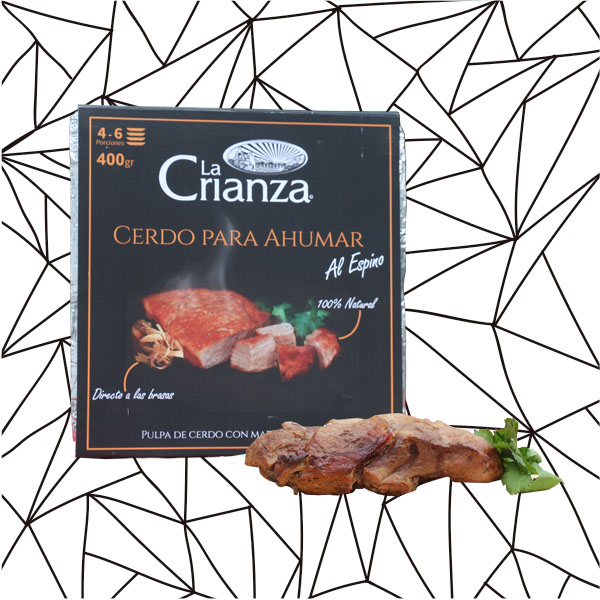 4 - 6
Porciones
400gr
La
Crianza®
CERDO PARA AHUMAR
Al Espino
100% Natural
Directo a las brasas
PULPA DE CERDO CON